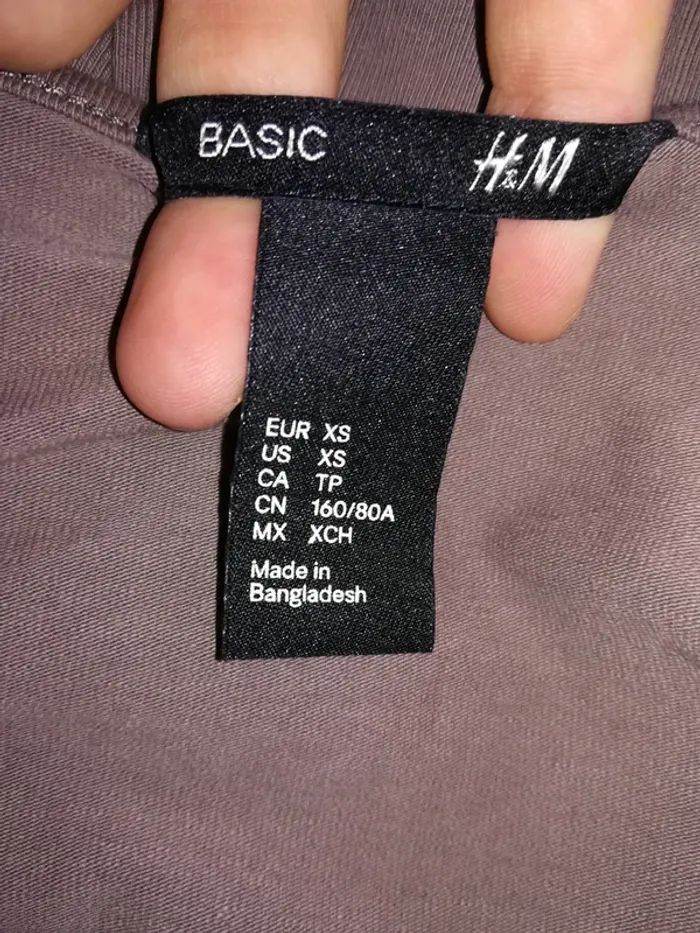 BASIC H&M
EUR XS
US XS
CA TP
CN 160/80A
MX XCH
Made in
Bangladesh